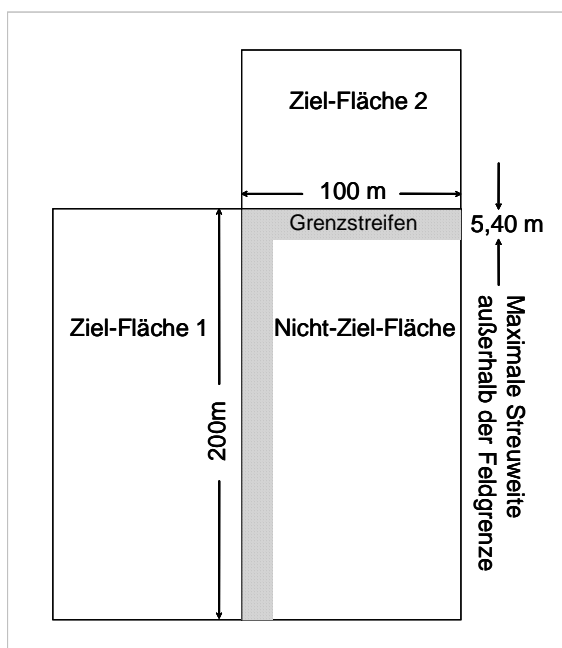 Ziel-Fläche 2
100 m
Grenzstreifen
5,40 m
Ziel-Fläche 1
Nicht-Ziel-Fläche
200m
Maximale Streuweite
außerhalb der Feldgrenze